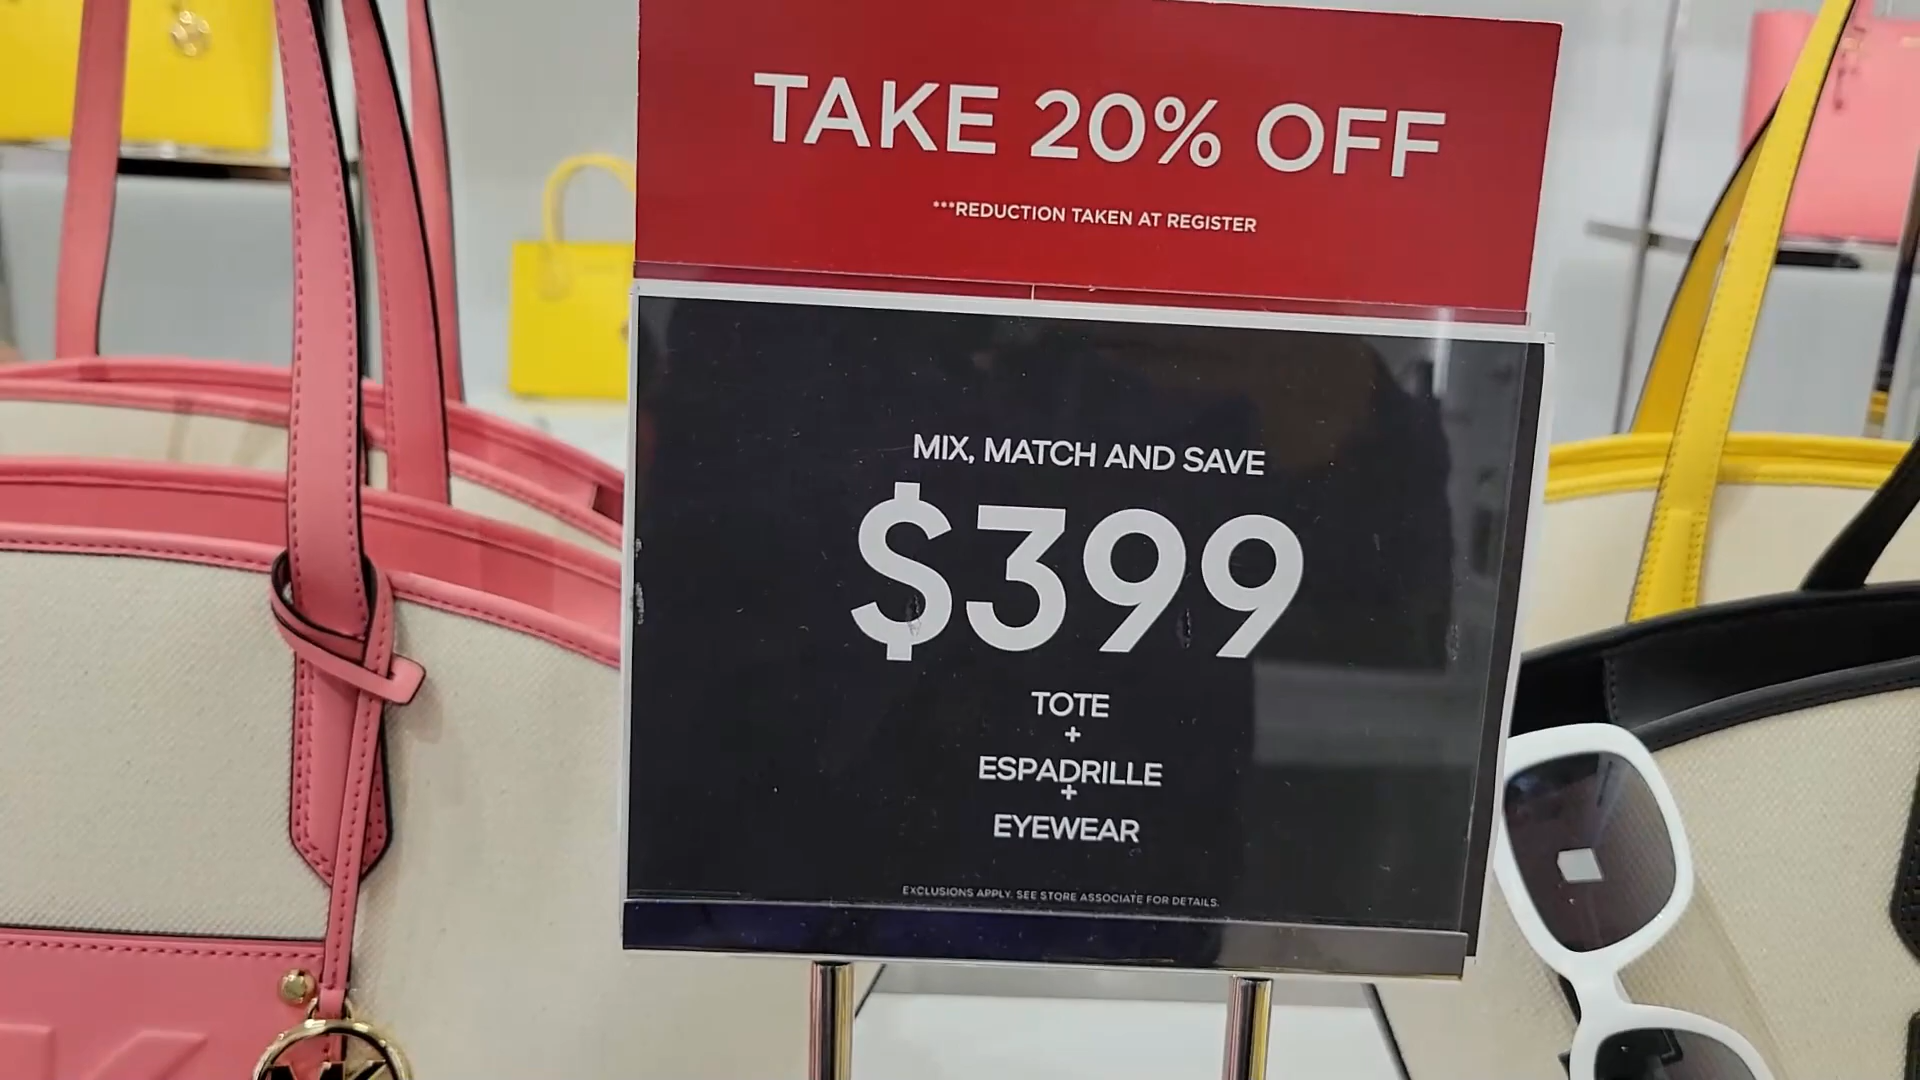 TAKE 20% OFF
***REDUCTION TAKEN AT REGISTER
MIX, MATCH AND SAVE
$399
TOTE
+
ESPADRILLE
+
EYEWEAR
EXCLUSIONS APPLY. SEE STORE ASSOCIATE FOR DETAILS.
K
MK